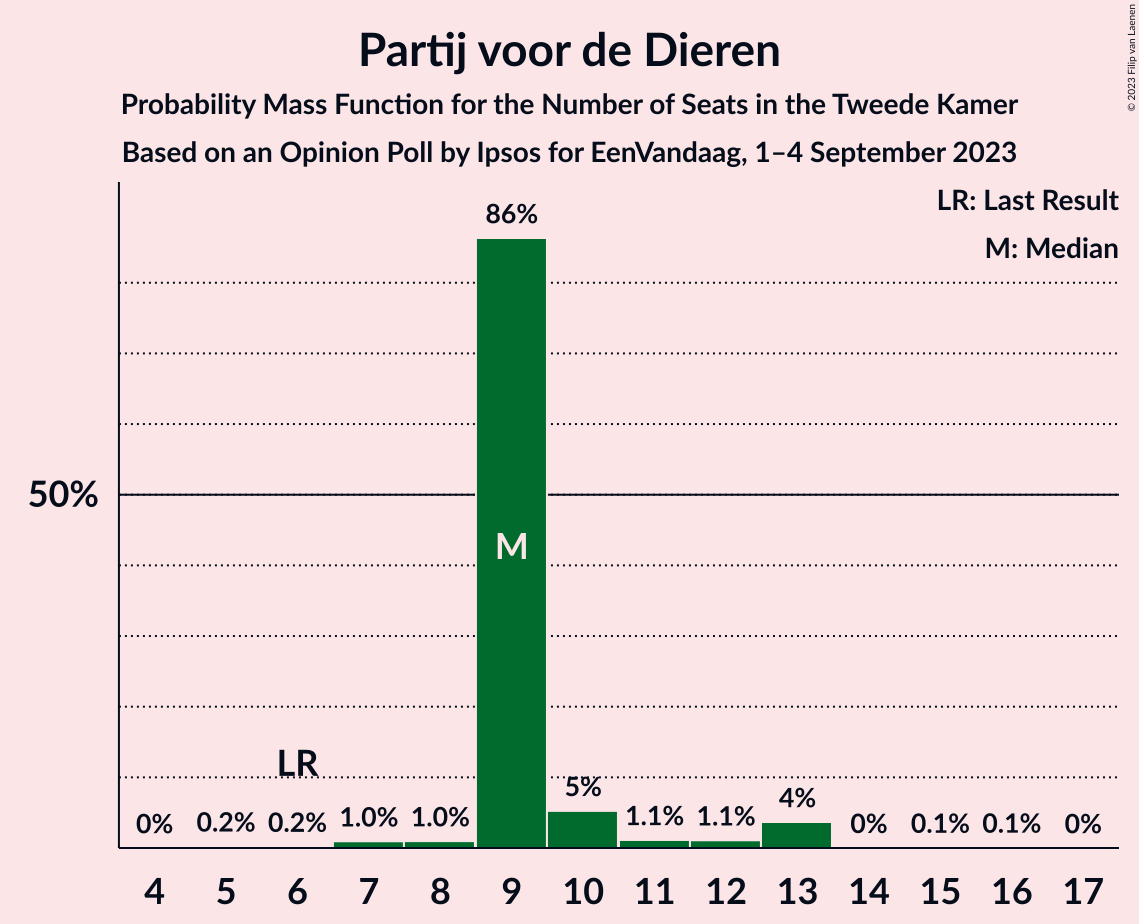 Partij voor de Dieren
Probability Mass Function for the Number of Seats in the Tweede Kamer
Based on an Opinion Poll by Ipsos for EenVandaag, 1–4 September 2023
© 2023 Filip van Laenen
LR: Last Result
M: Median
86%
50%
M
LR
0% 0.2% 0.2% 1.0% 1.0% 5% 1.1% 1.1% 4% 0% 0.1% 0.1% 0%
4 5 6 7 8 9 10 11 12 13 14 15 16 17